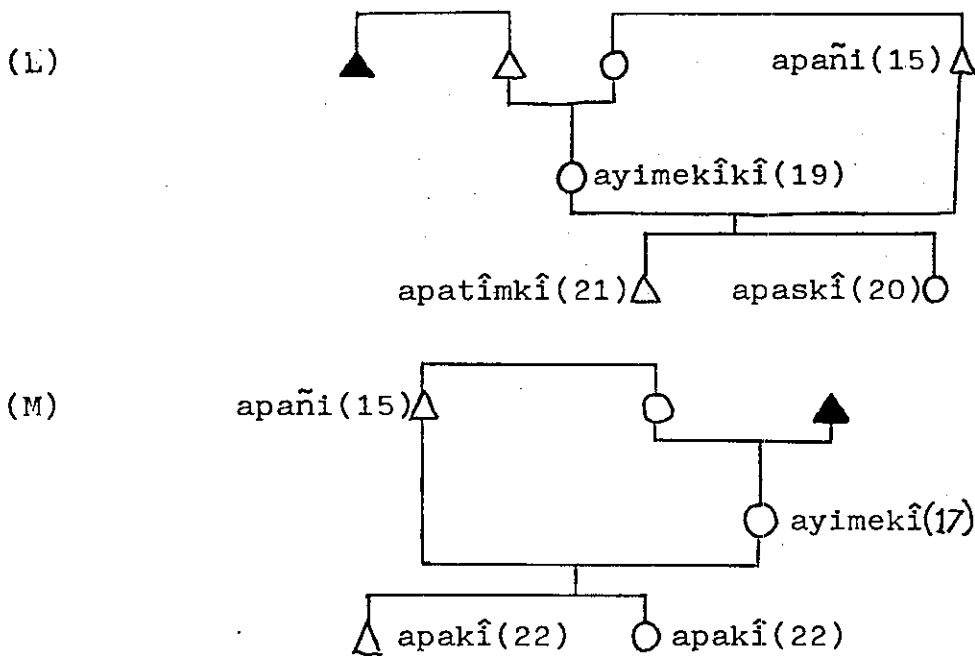 (L) apañi(15)
ayimekîkî(19)
apatîmkî(21) apaskî(20)
(M) apañi(15)
ayimekî(17)
apakî(22) apakî(22)